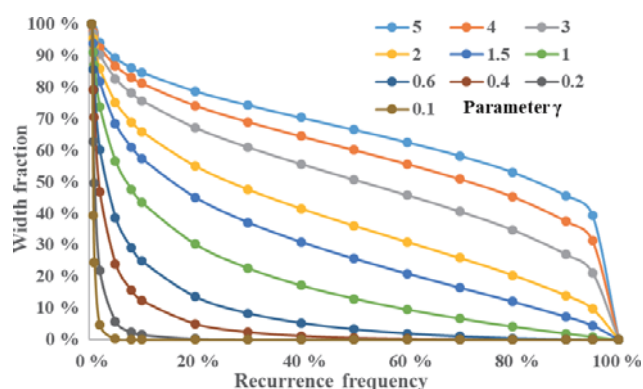 100 %
90 %
80 %
70 %
60 %
50 %
40 %
30 %
20 %
10 %
0 %
Width fraction
5 4 3
2 1.5 1
0.6 0.4 0.2
0.1 Parameter γ
0 % 20 % 40 % 60 % 80 % 100 %
Recurrence frequency